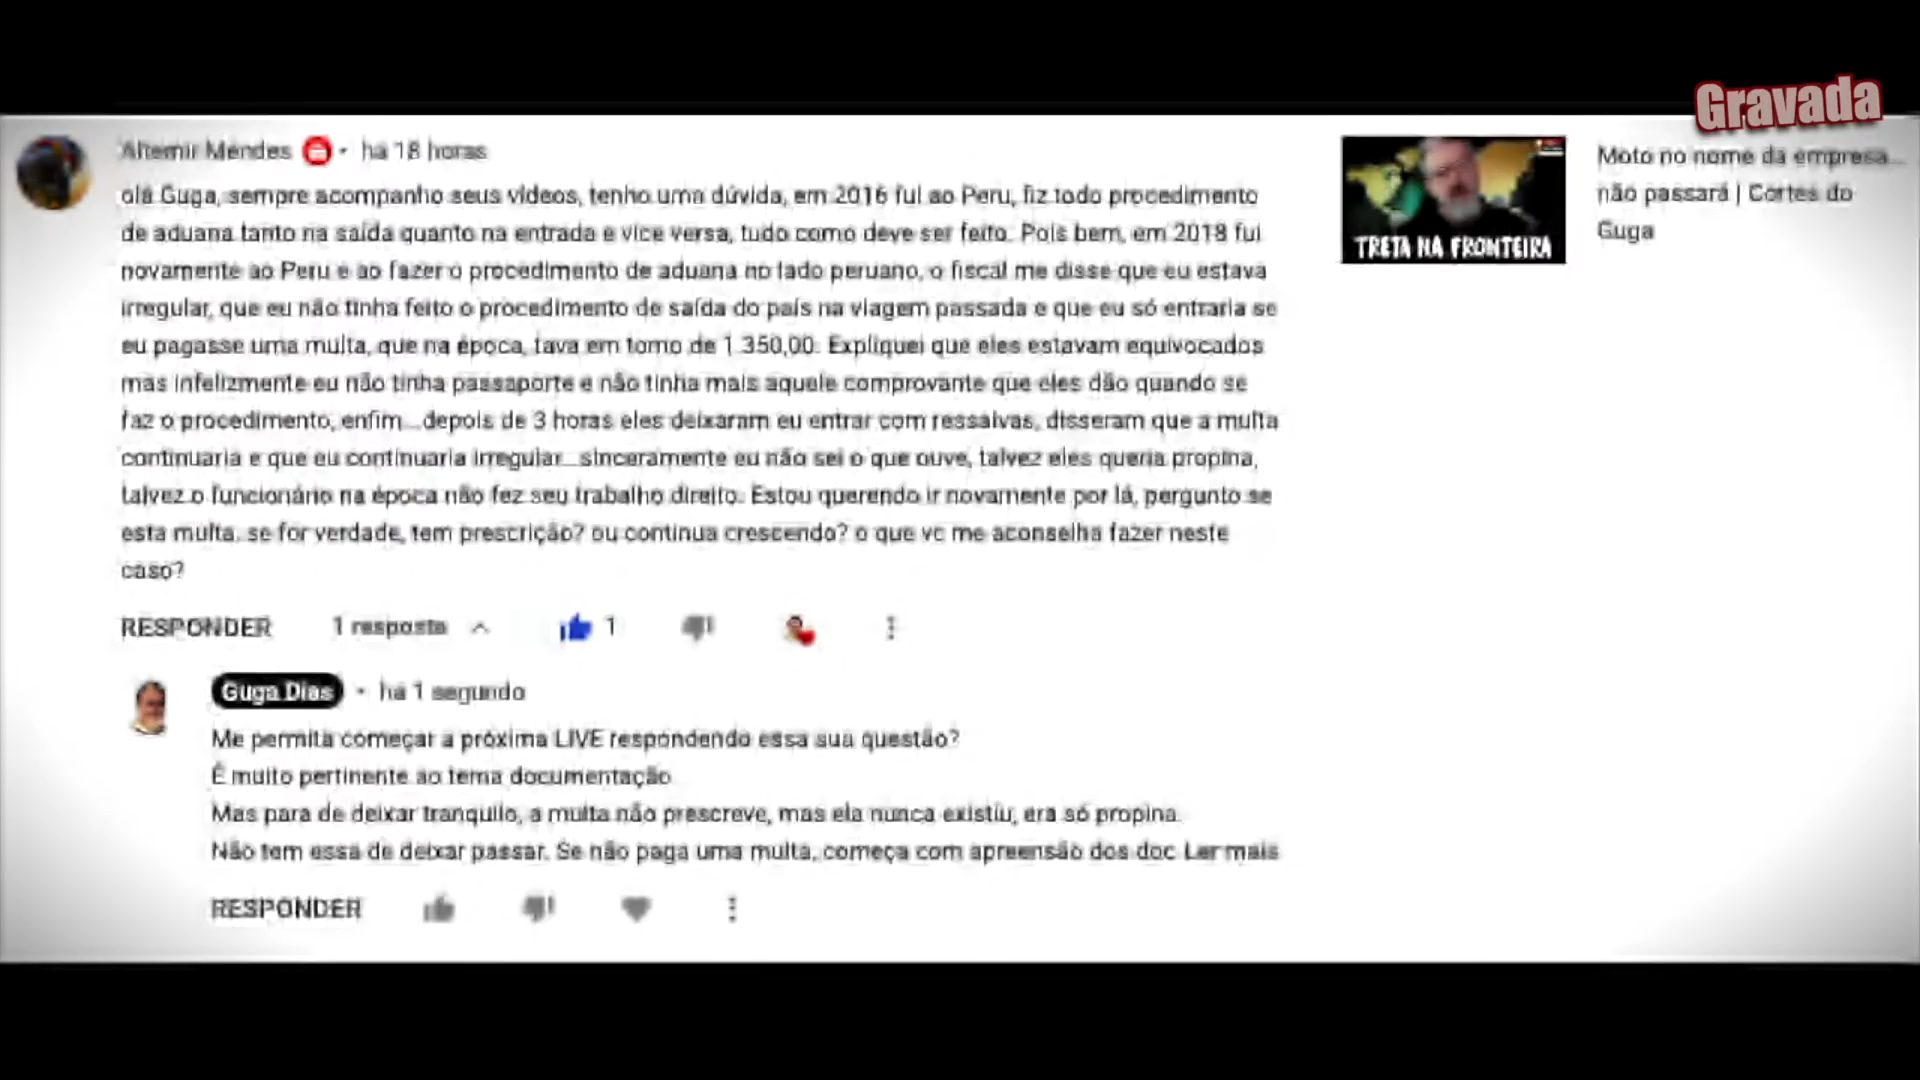 Gravada
Altemir Mendes • há 18 horas
olá Guga, sempre acompanho seus vídeos, tenho uma dúvida, em 2016 fui ao Peru, fiz todo procedimento
de aduana tanto na saída quanto na entrada e vice versa, tudo como deve ser feito. Pois bem, em 2018 fui
novamente ao Peru e ao fazer o procedimento de aduana no lado peruano, o fiscal me disse que eu estava
irregular, que eu não tinha feito o procedimento de saída do país na viagem passada e que eu só entraria se
eu pagasse uma multa, que na época, tava em torno de 1.350,00. Expliquei que eles estavam equivocados
mas infelizmente eu não tinha passaporte e não tinha mais aquele comprovante que eles dão quando se
faz o procedimento, enfim...depois de 3 horas eles deixaram eu entrar com ressalvas, disseram que a multa
continuaria e que eu continuaria irregular...sinceramente eu não sei o que ouve, talvez eles queria propina,
talvez o funcionário na época não fez seu trabalho direito. Estou querendo ir novamente por lá, pergunto se
esta multa, se for verdade, tem prescrição? ou continua crescendo? o que vc me aconselha fazer neste
caso?
RESPONDER 1 resposta 1
Guga Dias • há 1 segundo
Me permita começar a próxima LIVE respondendo essa sua questão?
É muito pertinente ao tema documentação
Mas para de deixar tranquilo, a multa não prescreve, mas ela nunca existiu, era só propina.
Não tem essa de deixar passar. Se não paga uma multa, começa com apreensão dos doc Ler mais
RESPONDER
TRETA NA FRONTEIRA
Moto no nome da empresa...
não passará | Cortes do
Guga